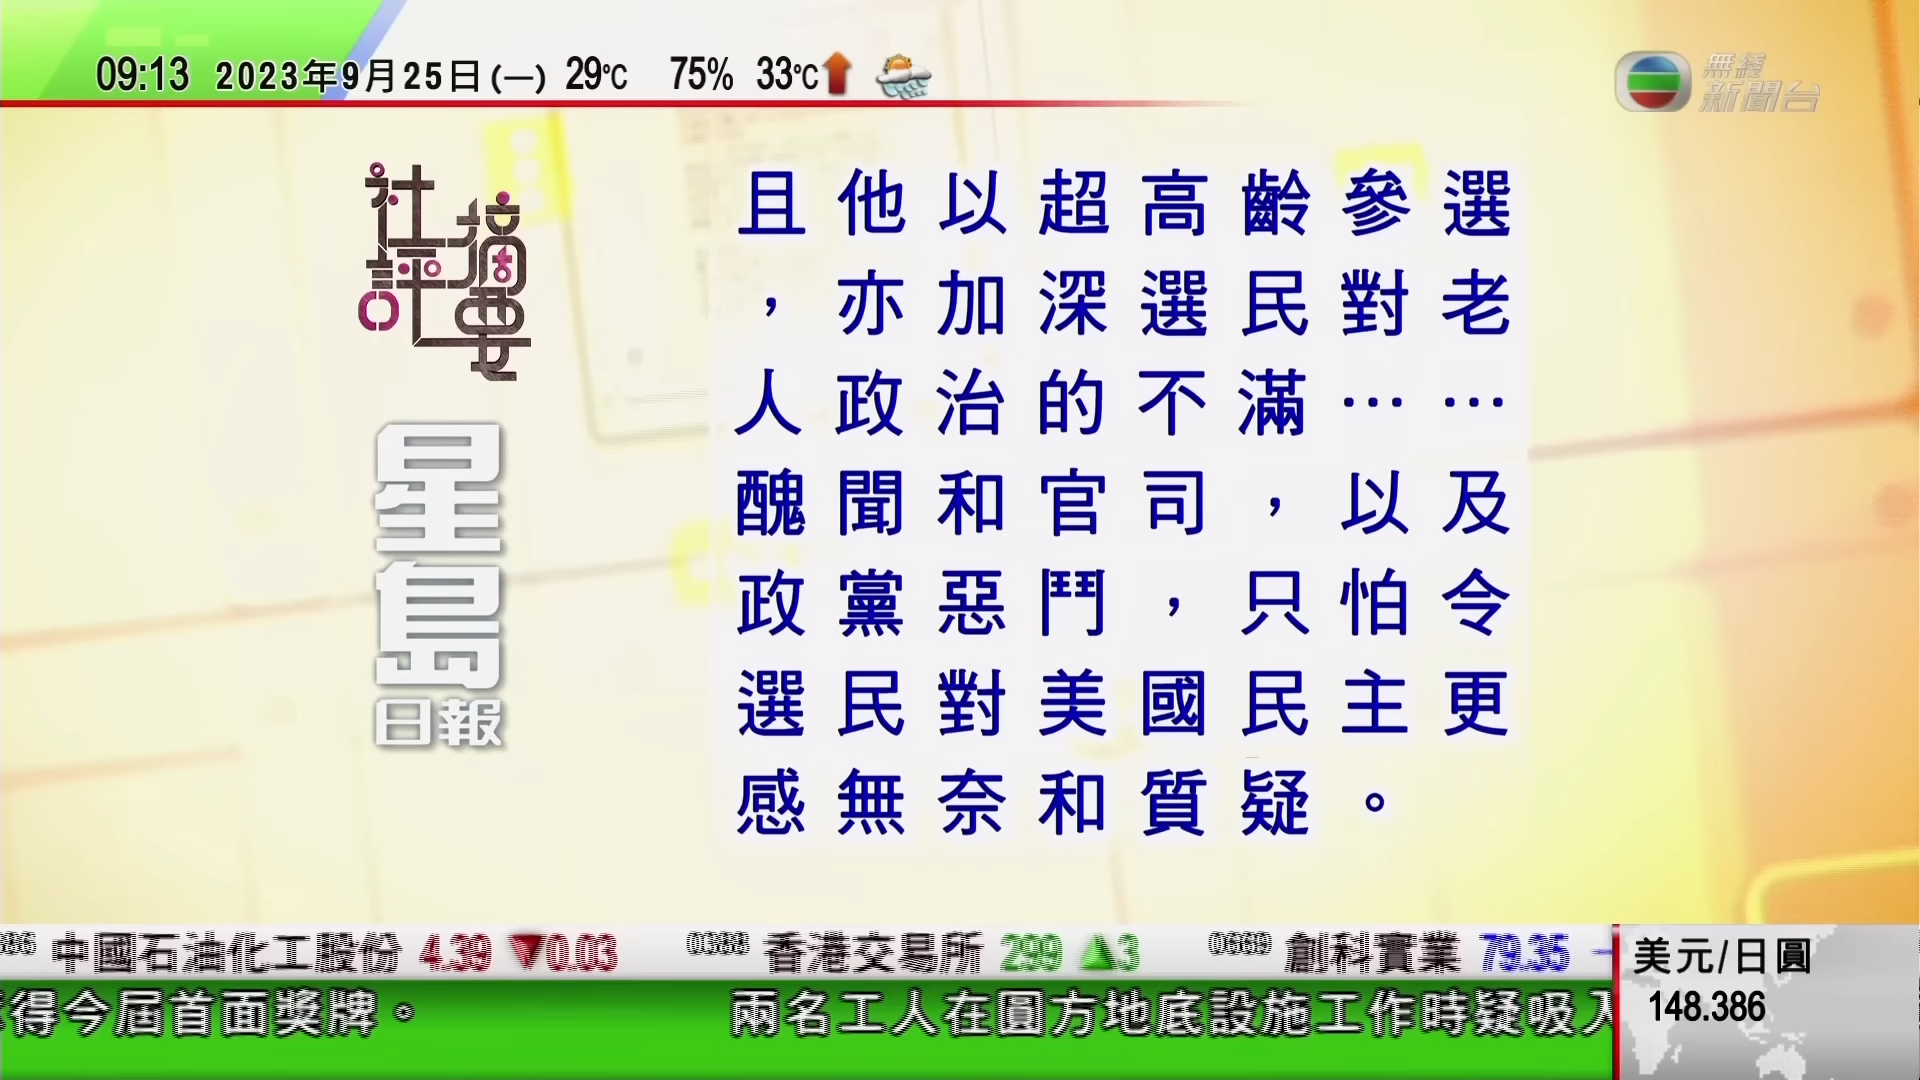 09:13 2023年9月25日(一) 29℃ 75% 33℃
無綫
新聞台
社評摘要
星島
日報
且他以超高齡參選
，亦加深選民對老
人政治的不滿……
醜聞和官司，以及
政黨惡鬥，只怕令
選民對美國民主更
感無奈和質疑。
中國石油化工股份 4.39 ▼0.03 0388 香港交易所 299 ▲3 0669 創科實業 79.35
得今屆首面獎牌。 兩名工人在圓方地底設施工作時疑吸入
美元/日圓
148.386